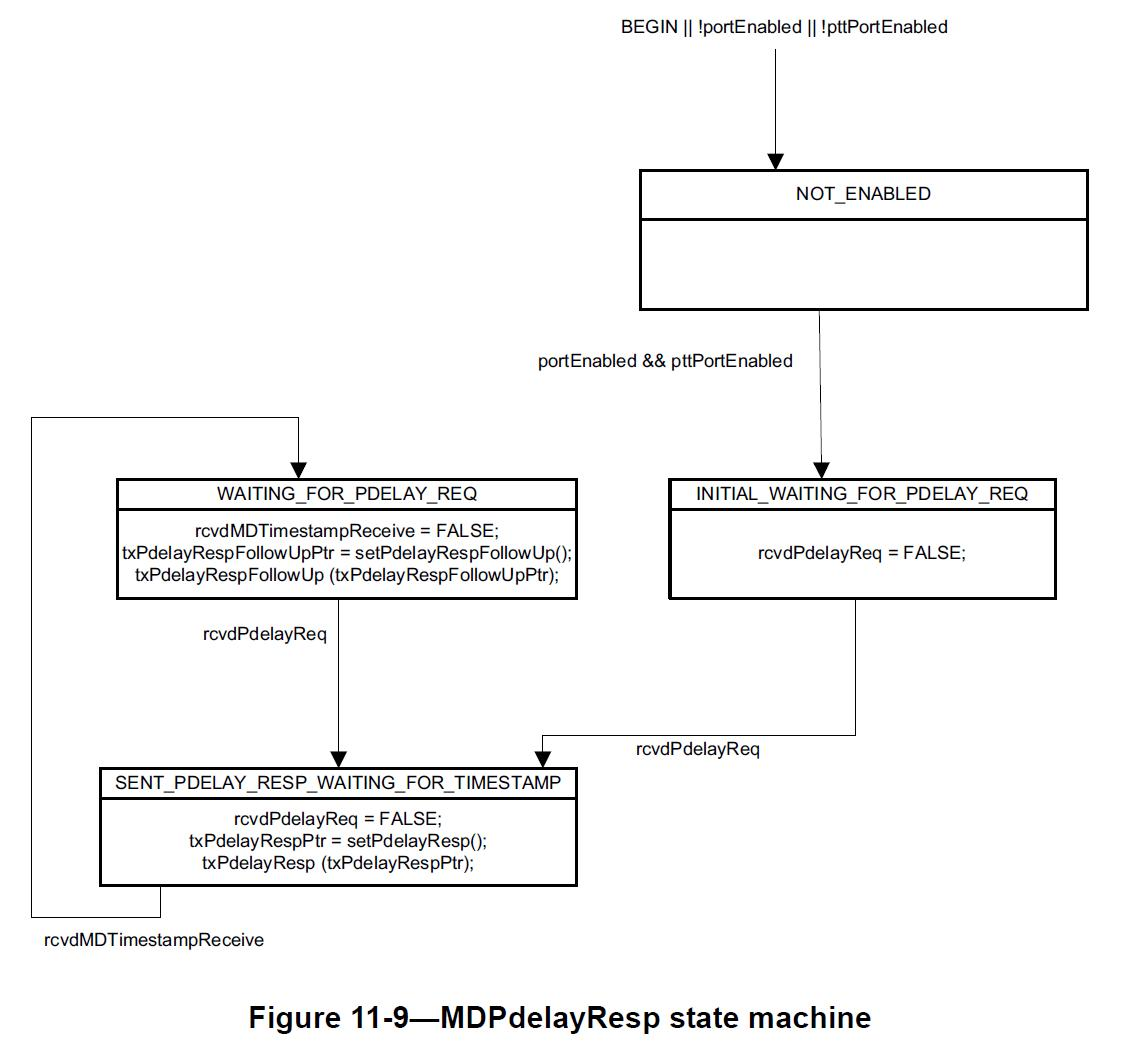 BEGIN || !portEnabled || !pttPortEnabled
NOT_ENABLED
portEnabled && pttPortEnabled
WAITING_FOR_PDELAY_REQ
rcvdMDTimestampReceive = FALSE;
txPdelayRespFollowUpPtr = setPdelayRespFollowUp();
txPdelayRespFollowUp (txPdelayRespFollowUpPtr);
INITIAL_WAITING_FOR_PDELAY_REQ
rcvdPdelayReq = FALSE;
rcvdPdelayReq
rcvdPdelayReq
SENT_PDELAY_RESP_WAITING_FOR_TIMESTAMP
rcvdPdelayReq = FALSE;
txPdelayRespPtr = setPdelayResp();
txPdelayResp (txPdelayRespPtr);
rcvdMDTimestampReceive
Figure 11-9—MDPdelayResp state machine